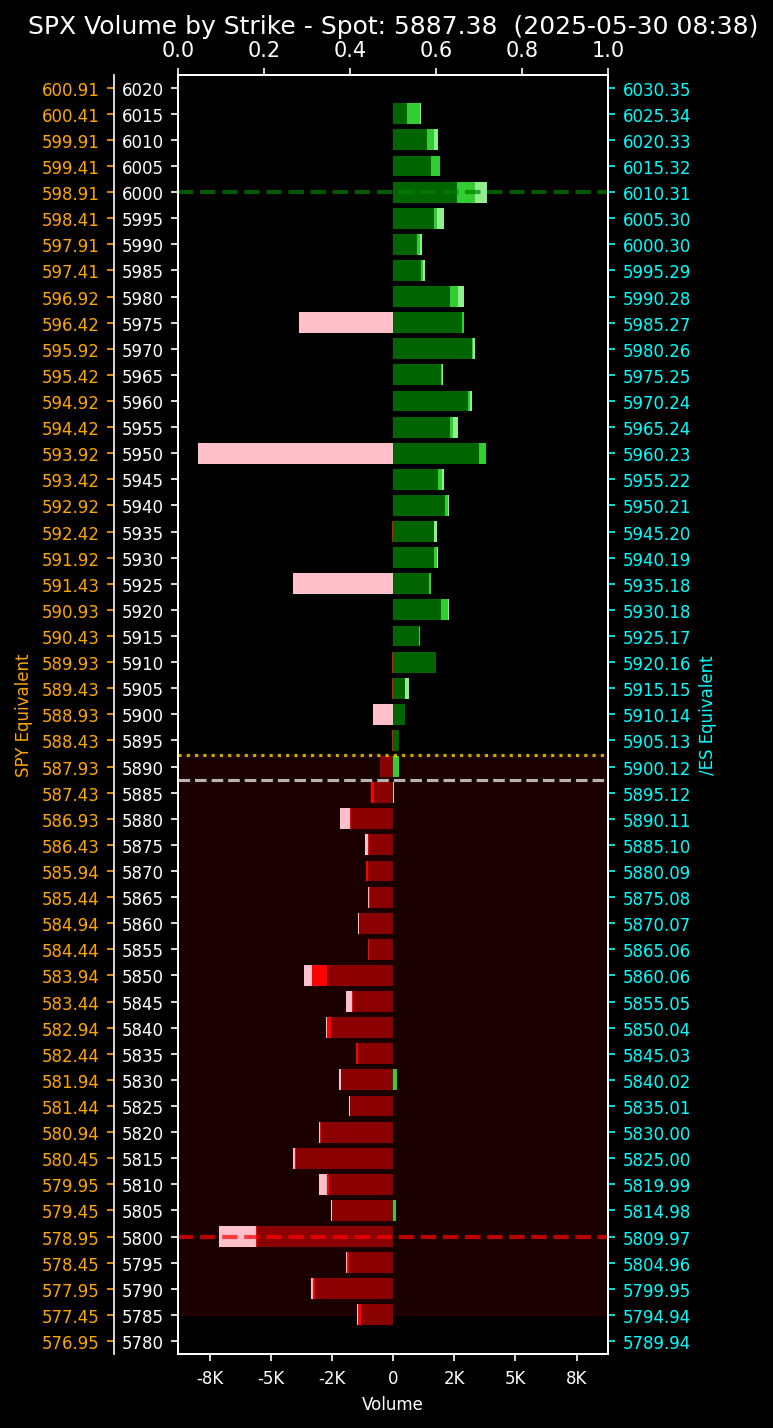 SPX Volume by Strike - Spot: 5887.38  (2025-05-30 08:38)
0.0 0.2 0.4 0.6 0.8 1.0
600.91 6020 6030.35
600.41 6015 6025.34
599.91 6010 6020.33
599.41 6005 6015.32
598.91 6000 6010.31
598.41 5995 6005.30
597.91 5990 6000.30
597.41 5985 5995.29
596.92 5980 5990.28
596.42 5975 5985.27
595.92 5970 5980.26
595.42 5965 5975.25
594.92 5960 5970.24
594.42 5955 5965.24
593.92 5950 5960.23
593.42 5945 5955.22
592.92 5940 5950.21
592.42 5935 5945.20
591.92 5930 5940.19
591.43 5925 5935.18
590.93 5920 5930.18
590.43 5915 5925.17
589.93 5910 5920.16
589.43 5905 5915.15
588.93 5900 5910.14
588.43 5895 5905.13
587.93 5890 5900.12
587.43 5885 5895.12
586.93 5880 5890.11
586.43 5875 5885.10
585.94 5870 5880.09
585.44 5865 5875.08
584.94 5860 5870.07
584.44 5855 5865.06
583.94 5850 5860.06
583.44 5845 5855.05
582.94 5840 5850.04
582.44 5835 5845.03
581.94 5830 5840.02
581.44 5825 5835.01
580.94 5820 5830.00
580.45 5815 5825.00
579.95 5810 5819.99
579.45 5805 5814.98
578.95 5800 5809.97
578.45 5795 5804.96
577.95 5790 5799.95
577.45 5785 5794.94
576.95 5780 5789.94
SPY Equivalent
/ES Equivalent
-8K -5K -2K 0 2K 5K 8K
Volume